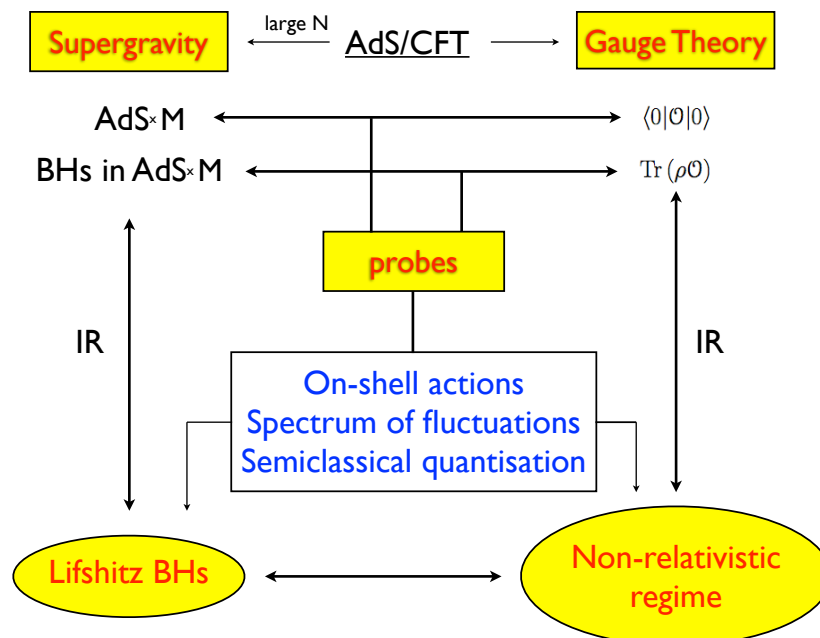 large N
Supergravity AdS/CFT Gauge Theory
AdS×M ⟨0|𝒪|0⟩
BHs in AdS×M Tr (ρ𝒪)
probes
IR IR
On-shell actions
Spectrum of fluctuations
Semiclassical quantisation
Lifshitz BHs
Non-relativistic
regime